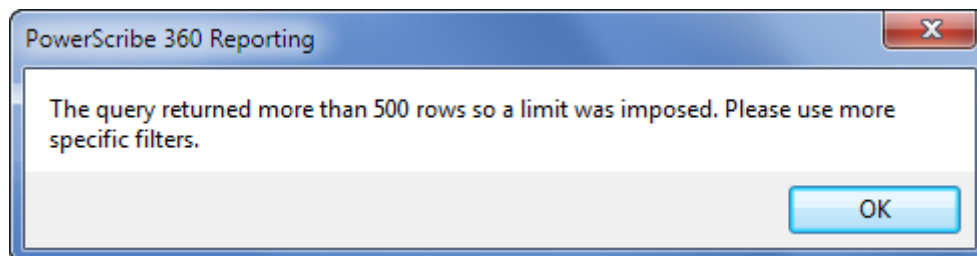 PowerScribe 360 Reporting
The query returned more than 500 rows so a limit was imposed. Please use more
specific filters.
OK